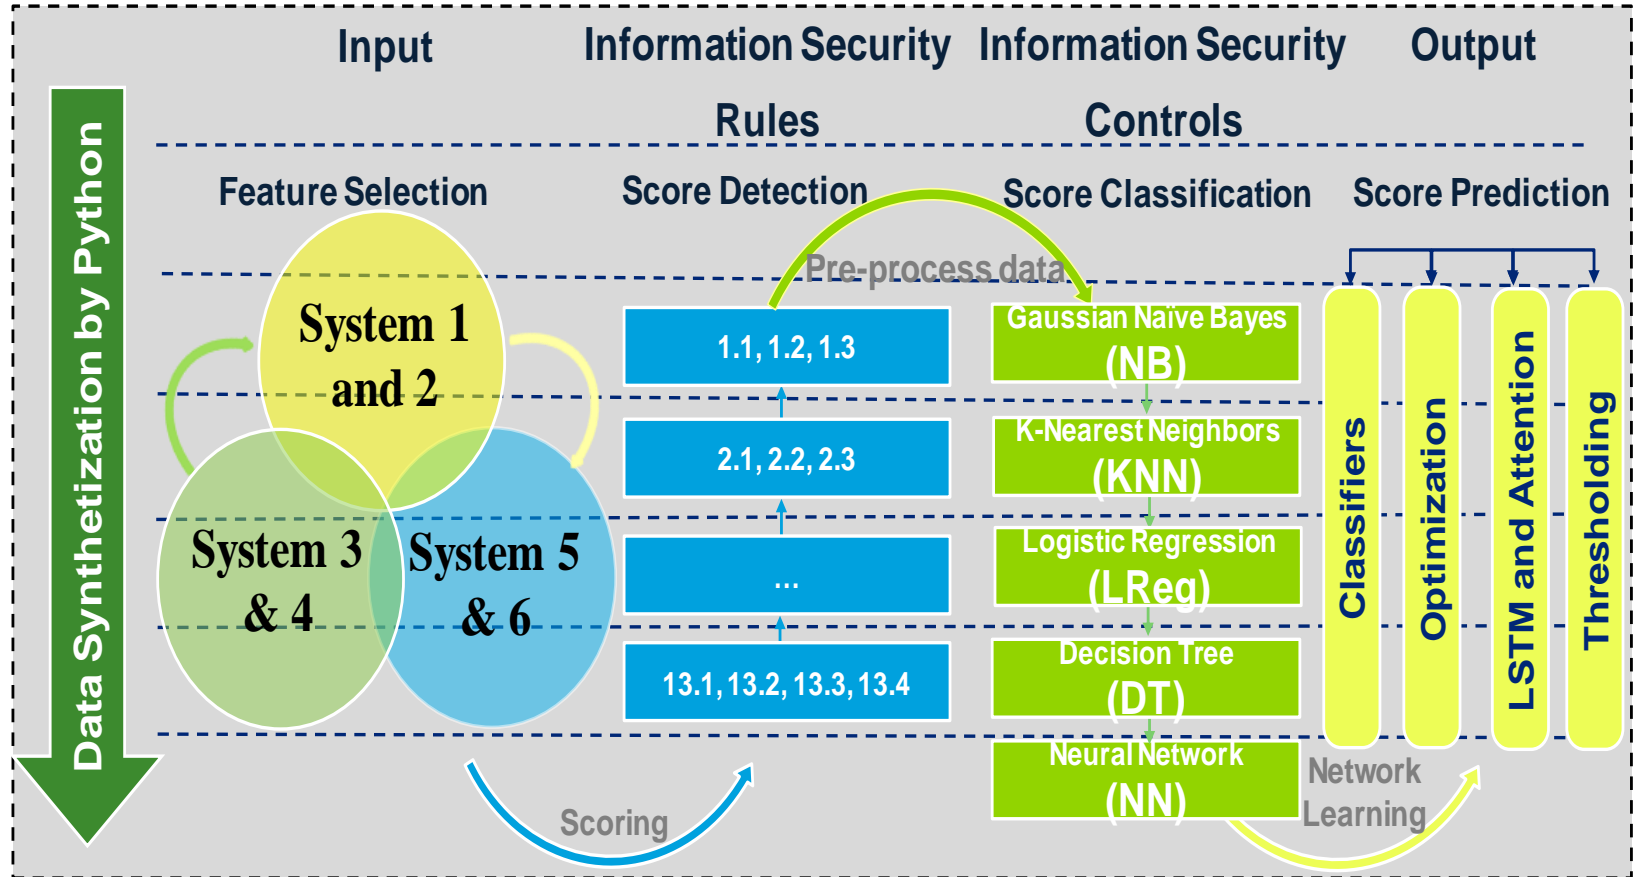 Input
Information Security
Rules
Information Security
Controls
Output
Data Synthetization by Python
Feature Selection
Score Detection
Score Classification
Score Prediction
Pre-process data
System 1
and 2
System 3
& 4
System 5
& 6
1.1, 1.2, 1.3
2.1, 2.2, 2.3
...
13.1, 13.2, 13.3, 13.4
Gaussian Naïve Bayes
(NB)
K-Nearest Neighbors
(KNN)
Logistic Regression
(LReg)
Decision Tree
(DT)
Neural Network
(NN)
Classifiers
Optimization
LSTM and Attention
Thresholding
Scoring
Network
Learning